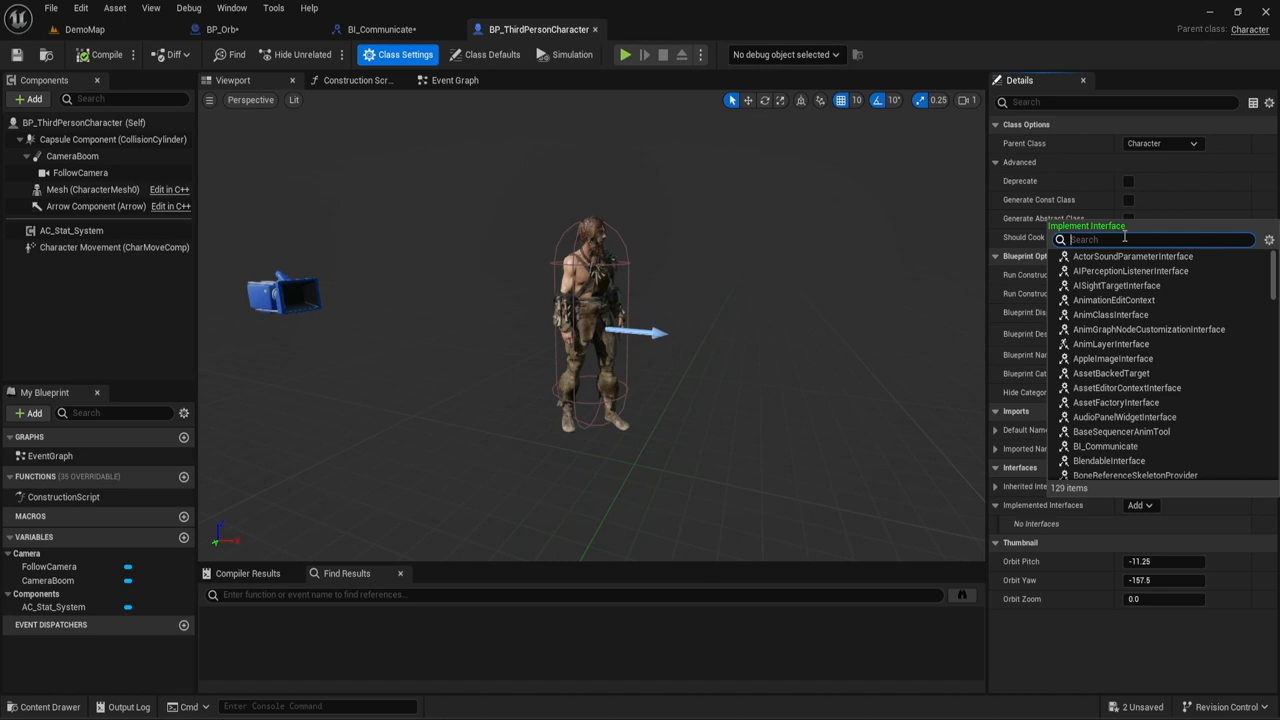 File Edit Asset View Debug Window Tools Help
DemoMap BP_Orb* BI_Communicate* BP_ThirdPersonCharacter Parent class: Character
Compile Diff Find Hide Unrelated Class Settings Class Defaults Simulation No debug object selected
Components
Add Search
BP_ThirdPersonCharacter (Self)
Capsule Component (CollisionCylinder)
CameraBoom
FollowCamera
Mesh (CharacterMesh0) Edit in C++
Arrow Component (Arrow) Edit in C++
AC_Stat_System
Character Movement (CharMoveComp)
My Blueprint
Add Search
GRAPHS
EventGraph
FUNCTIONS (35 OVERRIDABLE)
ConstructionScript
MACROS
VARIABLES
Camera
FollowCamera
CameraBoom
Components
AC_Stat_System
EVENT DISPATCHERS
Viewport Construction Scr... Event Graph
Perspective Lit 10 10° 0.25 1
Compiler Results Find Results
Enter function or event name to find references...
Details
Search
Class Options
Parent Class Character
Advanced
Deprecate
Generate Const Class
Generate Abstract Class
Should Cook
Blueprint Opt
Run Constru
Run Constru
Blueprint Dis
Blueprint Des
Blueprint Nar
Blueprint Cat
Hide Categor
Imports
Default Name
Imported Nam
Interfaces
Inherited Inte
Implemented Interfaces Add
No Interfaces
Thumbnail
Orbit Pitch -11.25
Orbit Yaw -157.5
Orbit Zoom 0.0
Implement Interface
Search
ActorSoundParameterInterface
AIPerceptionListenerInterface
AISightTargetInterface
AnimationEditContext
AnimClassInterface
AnimGraphNodeCustomizationInterface
AnimLayerInterface
AppleImageInterface
AssetBackedTarget
AssetEditorContextInterface
AssetFactoryInterface
AudioPanelWidgetInterface
BaseSequencerAnimTool
BI_Communicate
BlendableInterface
BoneReferenceSkeletonProvider
129 items
Content Drawer Output Log Cmd Enter Console Command 2 Unsaved Revision Control